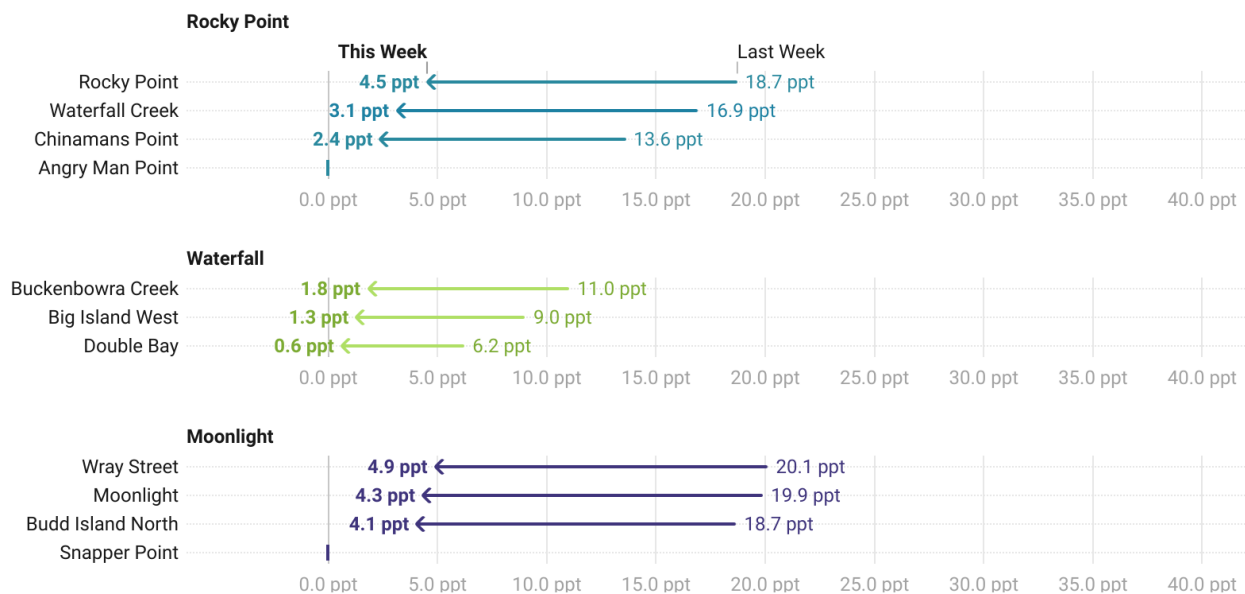 Rocky Point
This Week Last Week
Rocky Point 4.5 ppt 18.7 ppt
Waterfall Creek 3.1 ppt 16.9 ppt
Chinamans Point 2.4 ppt 13.6 ppt
Angry Man Point
0.0 ppt 5.0 ppt 10.0 ppt 15.0 ppt 20.0 ppt 25.0 ppt 30.0 ppt 35.0 ppt 40.0 ppt
Waterfall
Buckenbowra Creek 1.8 ppt 11.0 ppt
Big Island West 1.3 ppt 9.0 ppt
Double Bay 0.6 ppt 6.2 ppt
0.0 ppt 5.0 ppt 10.0 ppt 15.0 ppt 20.0 ppt 25.0 ppt 30.0 ppt 35.0 ppt 40.0 ppt
Moonlight
Wray Street 4.9 ppt 20.1 ppt
Moonlight 4.3 ppt 19.9 ppt
Budd Island North 4.1 ppt 18.7 ppt
Snapper Point
0.0 ppt 5.0 ppt 10.0 ppt 15.0 ppt 20.0 ppt 25.0 ppt 30.0 ppt 35.0 ppt 40.0 ppt